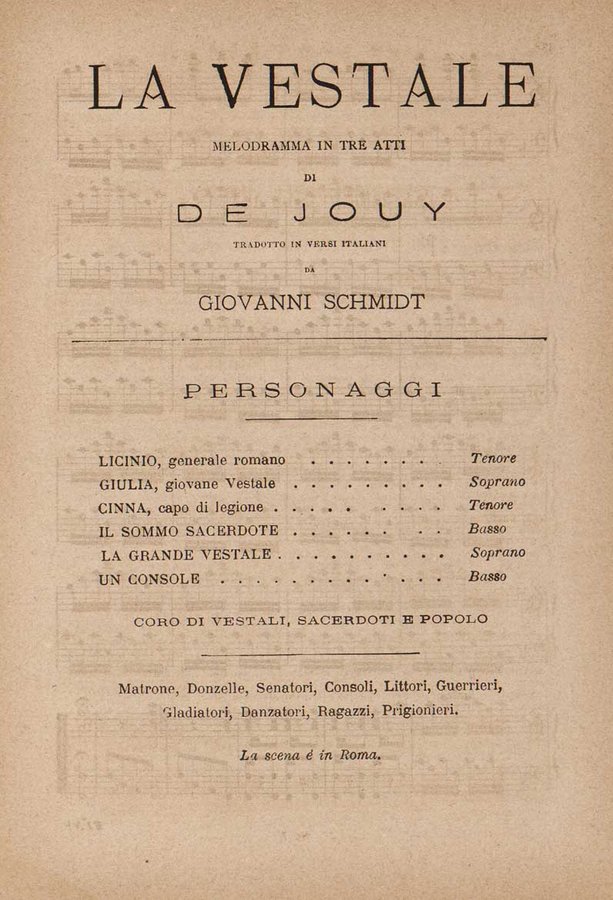 LA VESTALE
MELODRAMMA IN TRE ATTI
DI
DE JOUY
TRADOTTO IN VERSI ITALIANI
DA
GIOVANNI SCHMIDT
PERSONAGGI
LICINIO, generale romano . . . . . . . . Tenore
GIULIA, giovane Vestale . . . . . . . . . Soprano
CINNA, capo di legione . . . . . . . . . Tenore
IL SOMMO SACERDOTE . . . . . . . . Basso
LA GRANDE VESTALE . . . . . . . . . . Soprano
UN CONSOLE . . . . . . . . . . . . . Basso
CORO DI VESTALI, SACERDOTI E POPOLO
Matrone, Donzelle, Senatori, Consoli, Littori, Guerrieri,
Gladiatori, Danzatori, Ragazzi, Prigionieri.
La scena é in Roma.